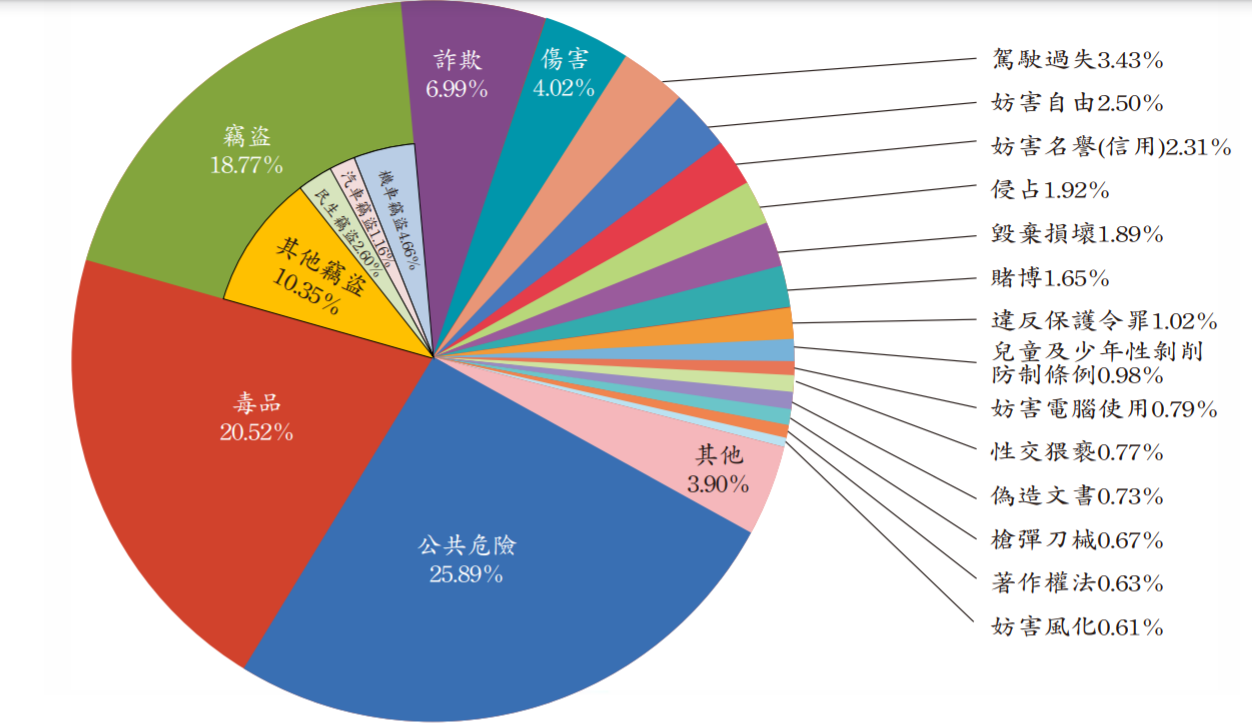 詐欺
6.99%
傷害
4.02%
駕駛過失3.43%
妨害自由2.50%
妨害名譽(信用)2.31%
侵占1.92%
毀棄損壞1.89%
賭博1.65%
違反保護令罪1.02%
兒童及少年性剝削
防制條例0.98%
妨害電腦使用0.79%
性交猥褻0.77%
偽造文書0.73%
槍彈刀械0.67%
著作權法0.63%
妨害風化0.61%
其他
3.90%
公共危險
25.89%
毒品
20.52%
竊盜
18.77%
其他竊盜
10.35%
民生竊盜2.60%
汽車竊盜1.16%
機車竊盜4.66%